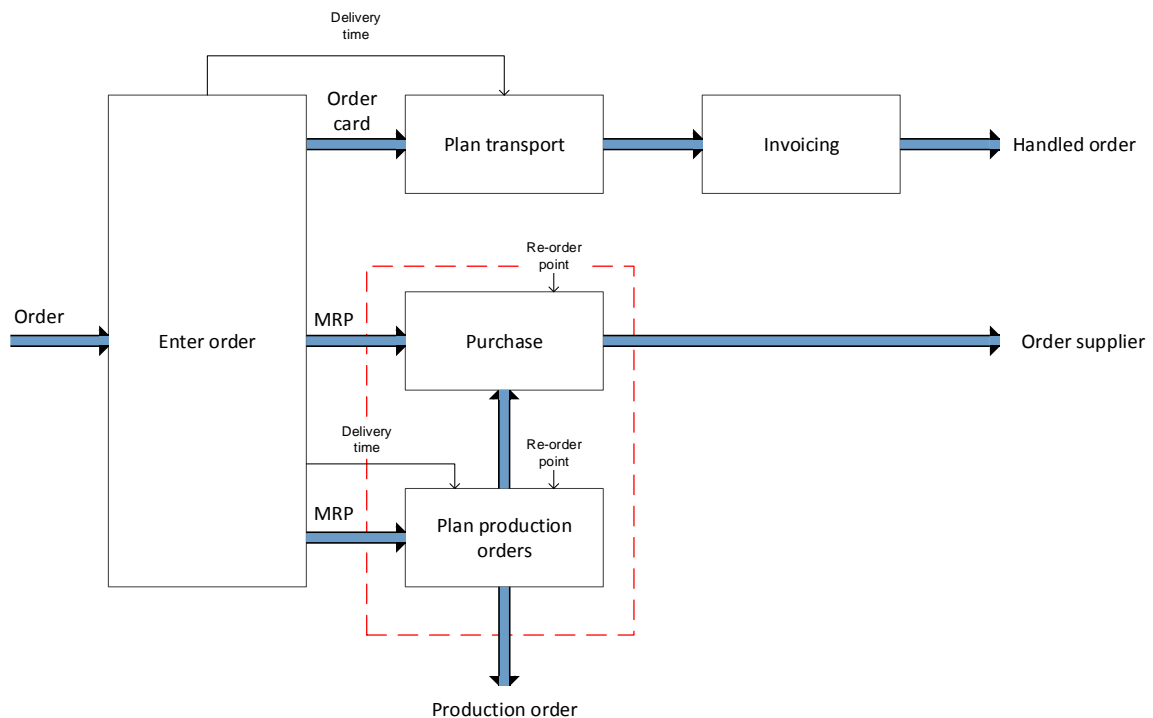 Delivery
time
Order
card
Plan transport
Invoicing
Handled order
Re-order
point
Order
Enter order
MRP
Purchase
Order supplier
Delivery
time
Re-order
point
MRP
Plan production
orders
Production order